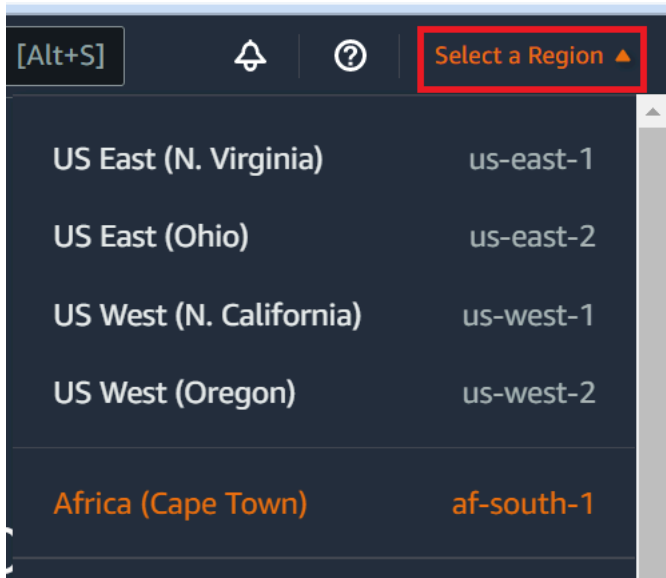 [Alt+S] Select a Region
US East (N. Virginia) us-east-1
US East (Ohio) us-east-2
US West (N. California) us-west-1
US West (Oregon) us-west-2
Africa (Cape Town) af-south-1